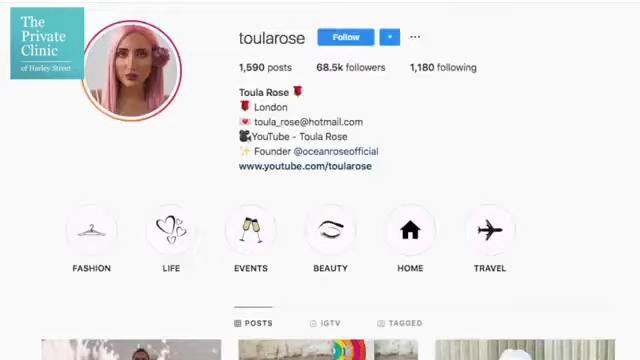 The
Private
Clinic
of Harley Street
toularose
Follow
1,590 posts 68.5k followers 1,180 following
Toula Rose
London
toula_rose@hotmail.com
YouTube - Toula Rose
Founder @oceanroseofficial
www.youtube.com/toularose
FASHION LIFE EVENTS BEAUTY HOME TRAVEL
POSTS IGTV TAGGED